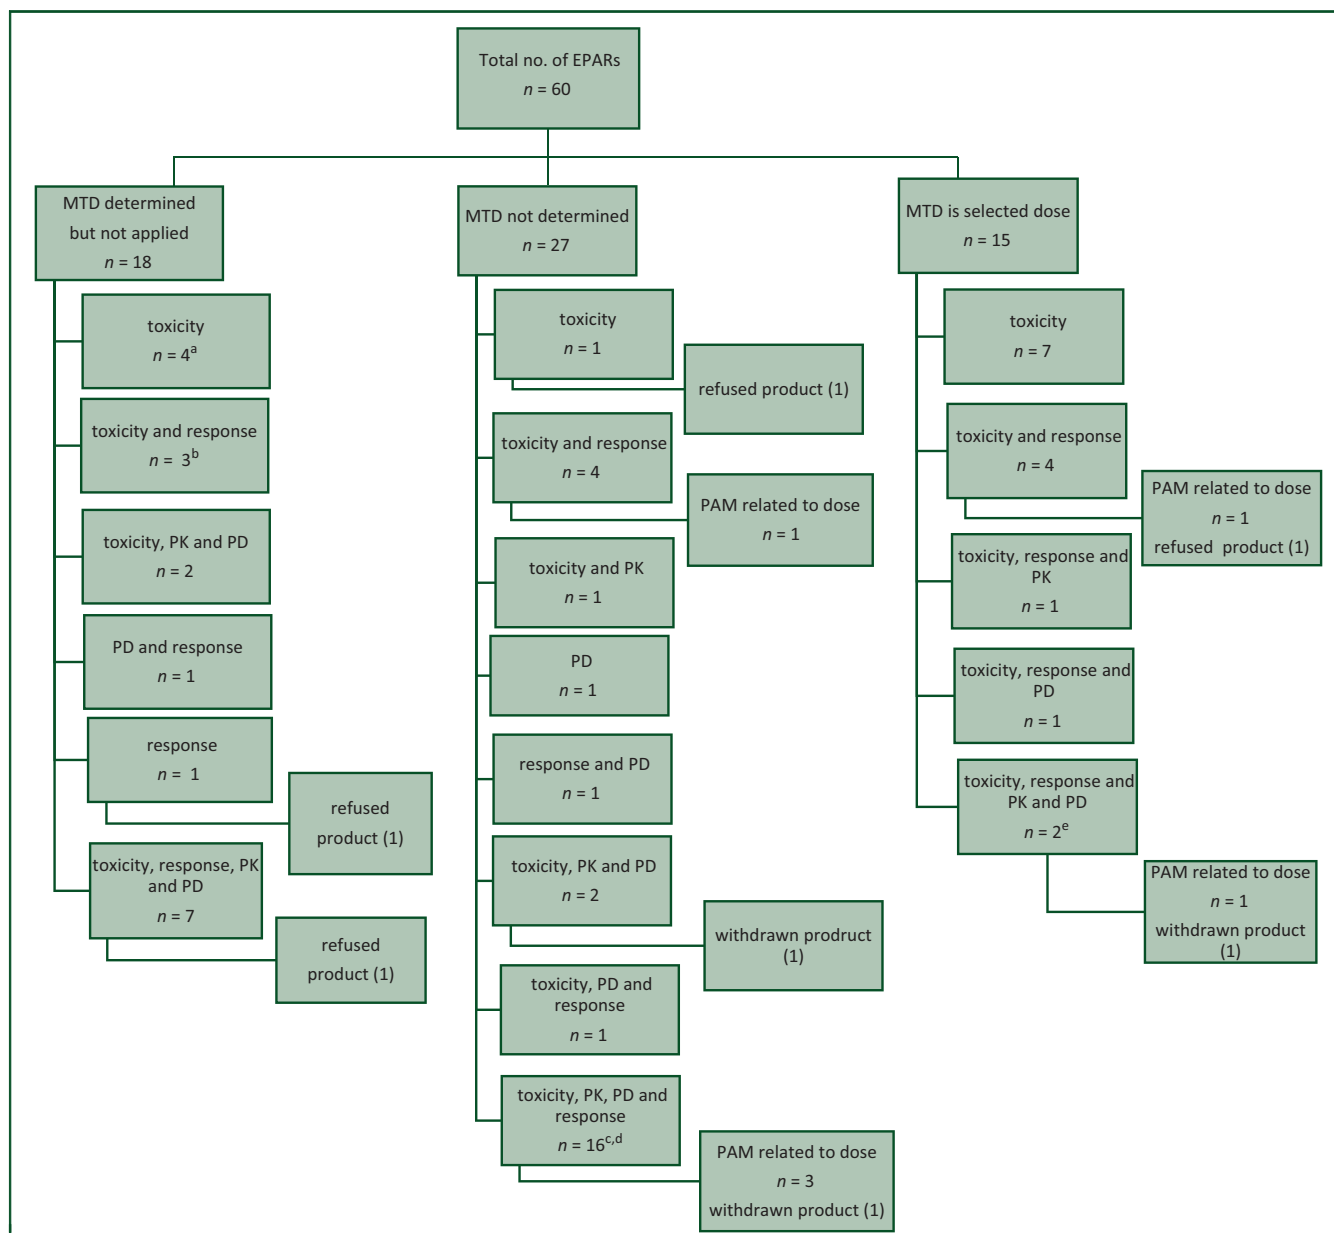 Total no. of EPARs
n = 60
MTD determined
but not applied
n = 18
toxicity
n = 4a
toxicity and response
n = 3b
toxicity, PK and PD
n = 2
PD and response
n = 1
response
n = 1
refused
product (1)
toxicity, response, PK
and PD
n = 7
refused
product (1)
MTD not determined
n = 27
toxicity
n = 1
refused product (1)
toxicity and response
n = 4
PAM related to dose
n = 1
toxicity and PK
n = 1
PD
n = 1
response and PD
n = 1
toxicity, PK and PD
n = 2
withdrawn prodruct
(1)
toxicity, PD and
response
n = 1
toxicity, PK, PD and
response
n = 16c,d
PAM related to dose
n = 3
withdrawn product (1)
MTD is selected dose
n = 15
toxicity
n = 7
toxicity and response
n = 4
PAM related to dose
n = 1
refused product (1)
toxicity, response and
PK
n = 1
toxicity, response and
PD
n = 1
toxicity, response and
PK and PD
n = 2e
PAM related to dose
n = 1
withdrawn product
(1)